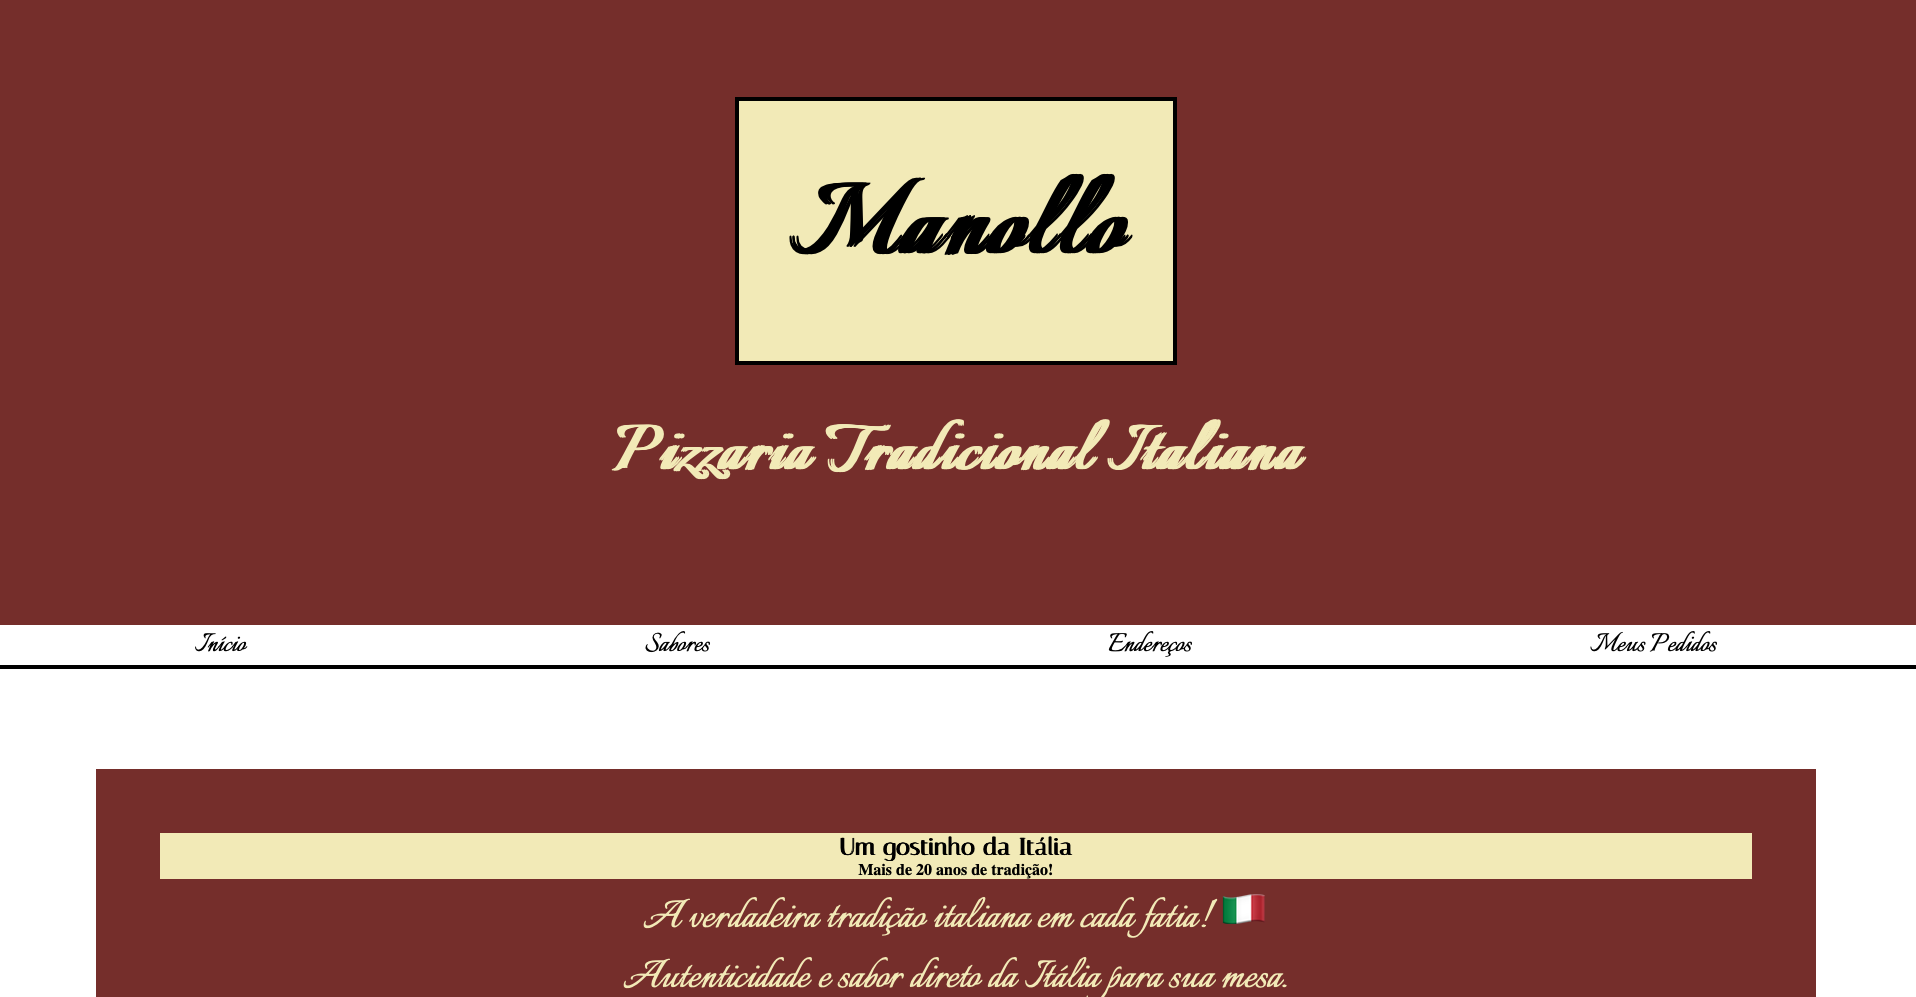 Manollo
Pizzaria Tradicional Italiana
Início Sabores Endereços Meus Pedidos
Um gostinho da Itália
Mais de 20 anos de tradição!
A verdadeira tradição italiana em cada fatia! 🇮🇹
Autenticidade e sabor direto da Itália para sua mesa.